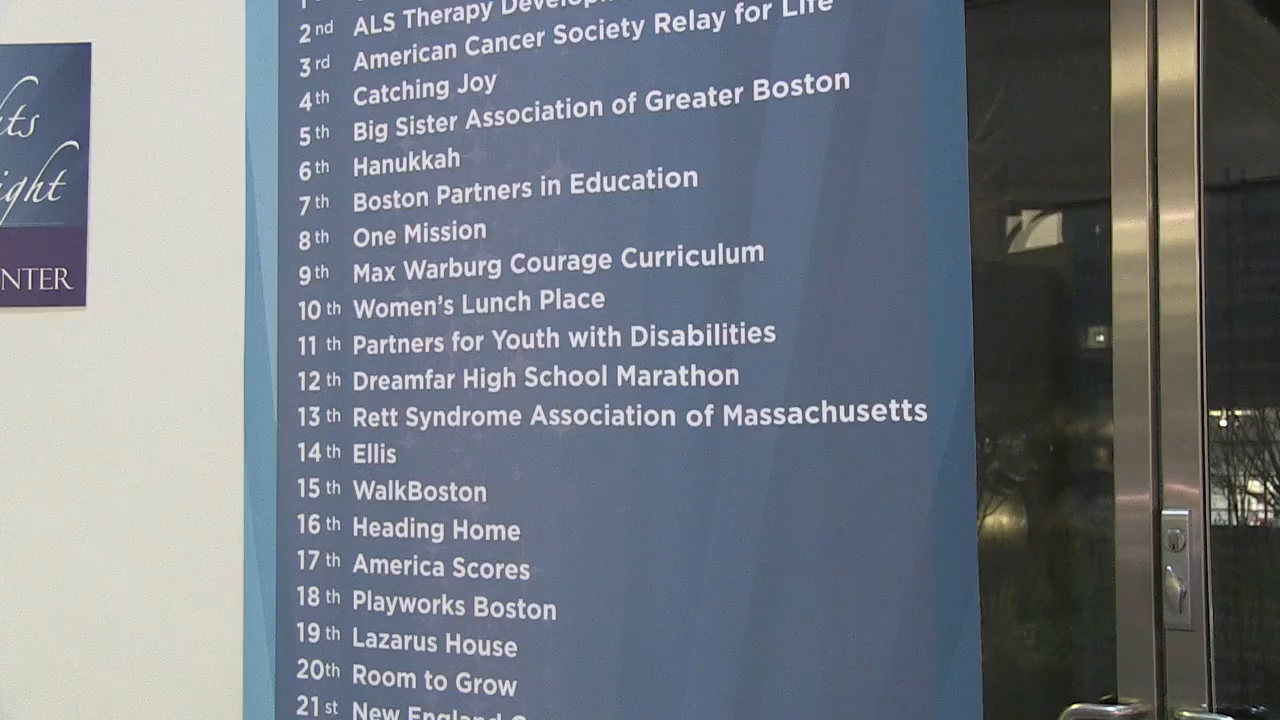 2nd ALS Therapy
3rd American Cancer Society Relay for Life
4th Catching Joy
5th Big Sister Association of Greater Boston
6th Hanukkah
7th Boston Partners in Education
8th One Mission
9th Max Warburg Courage Curriculum
10th Women's Lunch Place
11th Partners for Youth with Disabilities
12th Dreamfar High School Marathon
13th Rett Syndrome Association of Massachusetts
14th Ellis
15th WalkBoston
16th Heading Home
17th America Scores
18th Playworks Boston
19th Lazarus House
20th Room to Grow
21st New England